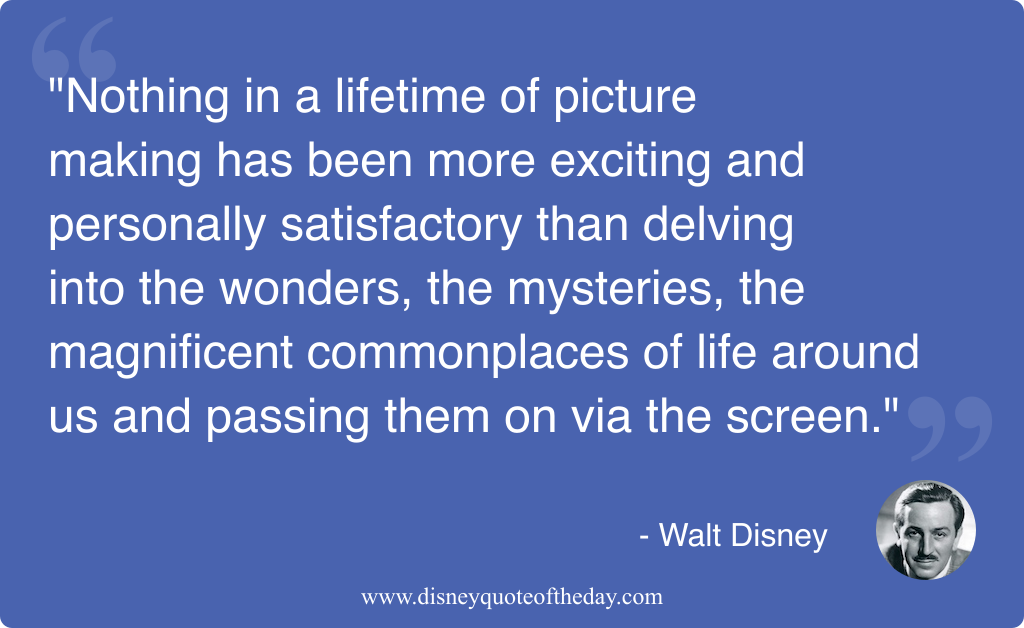 "Nothing in a lifetime of picture
making has been more exciting and
personally satisfactory than delving
into the wonders, the mysteries, the
magnificent commonplaces of life around
us and passing them on via the screen."
- Walt Disney
www.disneyquoteoftheday.com